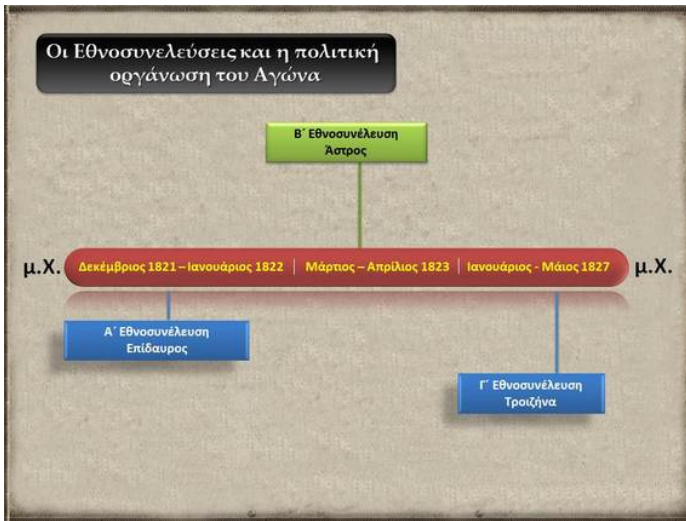 Οι Εθνοσυνελεύσεις και η πολιτική
οργάνωση του Αγώνα
Β΄ Εθνοσυνέλευση
Άστρος
μ.Χ. Δεκέμβριος 1821 – Ιανουάριος 1822 Μάρτιος – Απρίλιος 1823 Ιανουάριος - Μάιος 1827 μ.Χ.
Α΄ Εθνοσυνέλευση
Επίδαυρος
Γ΄ Εθνοσυνέλευση
Τροιζήνα